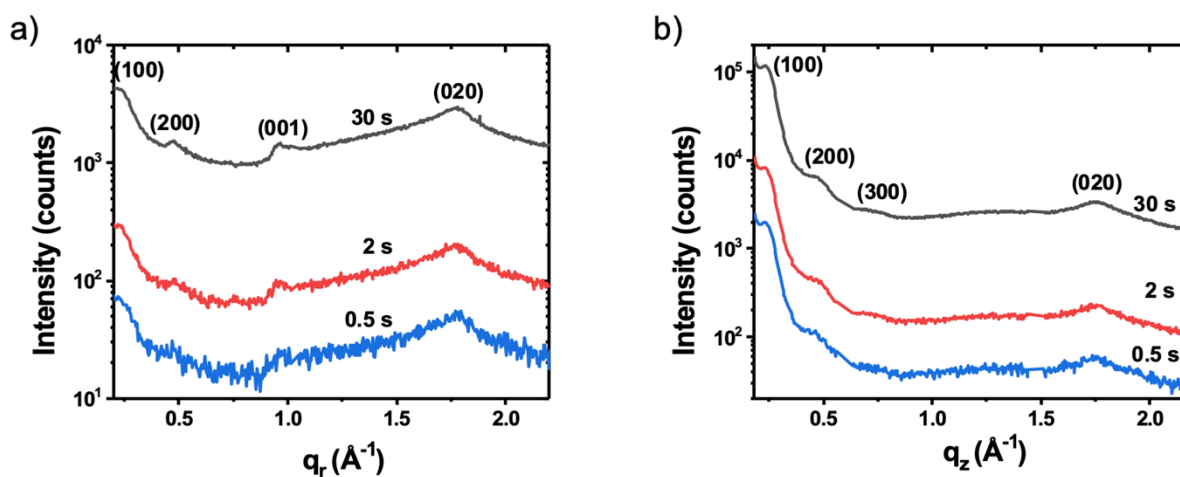 a)
10⁴
10³
10²
10¹
Intensity (counts)
(100)
(200)
(001)
(020)
30 s
2 s
0.5 s
0.5
1.0
1.5
2.0
qᵣ (Å⁻¹)
b)
10⁵
10⁴
10³
10²
Intensity (counts)
(100)
(200)
(300)
(020)
30 s
2 s
0.5 s
0.5
1.0
1.5
2.0
q_z (Å⁻¹)